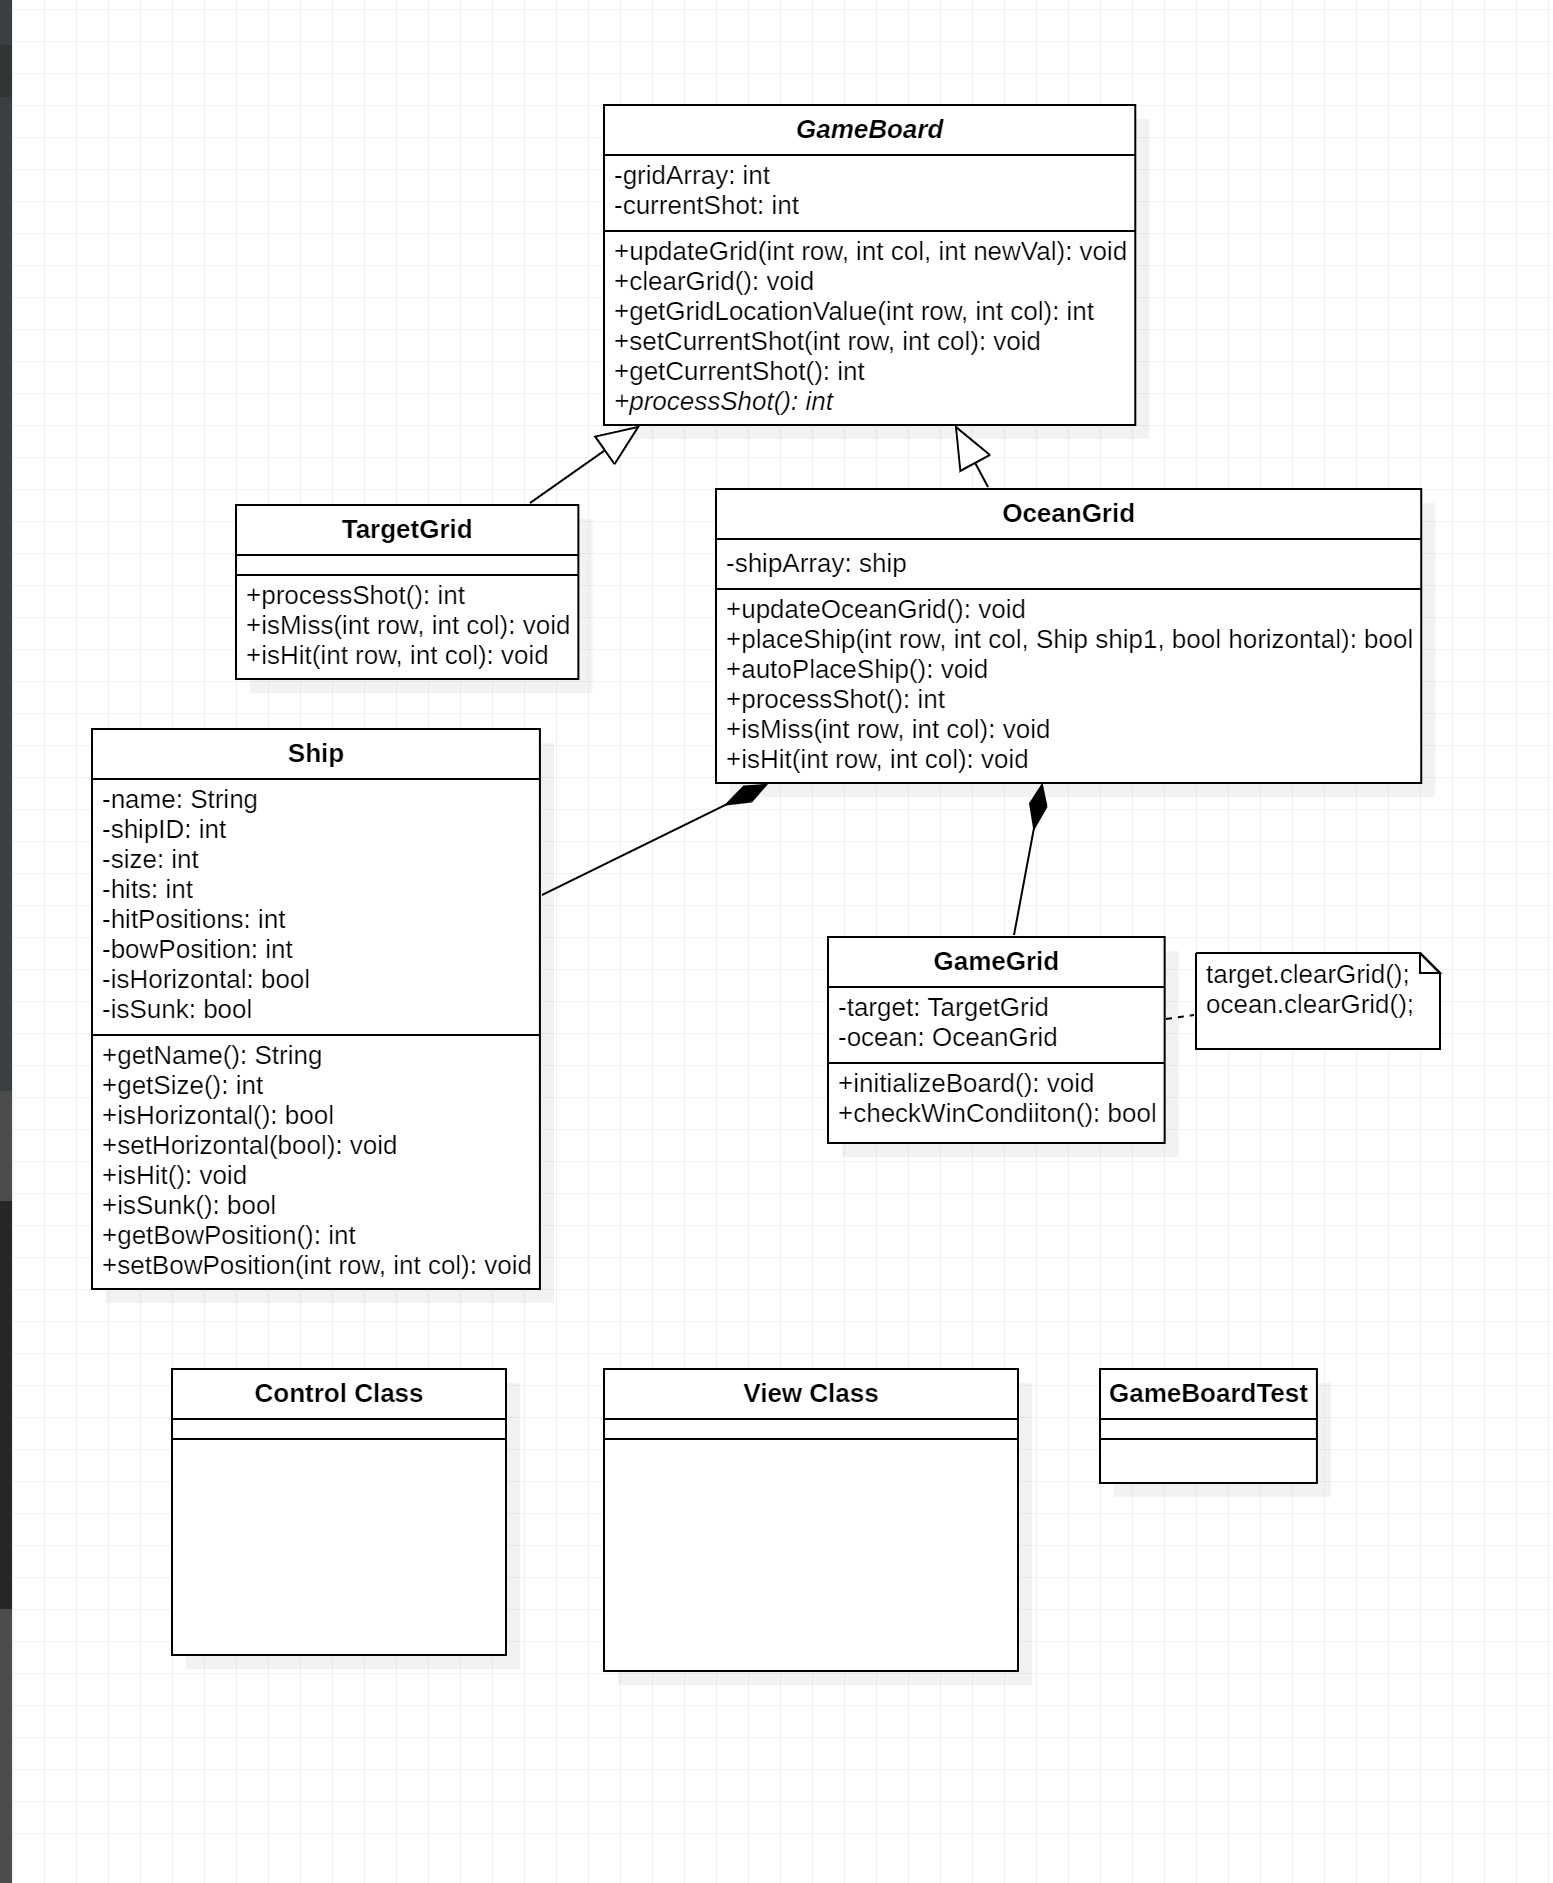 GameBoard
-gridArray: int
-currentShot: int
+updateGrid(int row, int col, int newVal): void
+clearGrid(): void
+getGridLocationValue(int row, int col): int
+setCurrentShot(int row, int col): void
+getCurrentShot(): int
+processShot(): int
TargetGrid
+processShot(): int
+isMiss(int row, int col): void
+isHit(int row, int col): void
OceanGrid
-shipArray: ship
+updateOceanGrid(): void
+placeShip(int row, int col, Ship ship1, bool horizontal): bool
+autoPlaceShip(): void
+processShot(): int
+isMiss(int row, int col): void
+isHit(int row, int col): void
Ship
-name: String
-shipID: int
-size: int
-hits: int
-hitPositions: int
-bowPosition: int
-isHorizontal: bool
-isSunk: bool
+getName(): String
+getSize(): int
+isHorizontal(): bool
+setHorizontal(bool): void
+isHit(): void
+isSunk(): bool
+getBowPosition(): int
+setBowPosition(int row, int col): void
GameGrid
-target: TargetGrid
-ocean: OceanGrid
+initializeBoard(): void
+checkWinCondiiton(): bool
target.clearGrid();
ocean.clearGrid();
Control Class
View Class
GameBoardTest